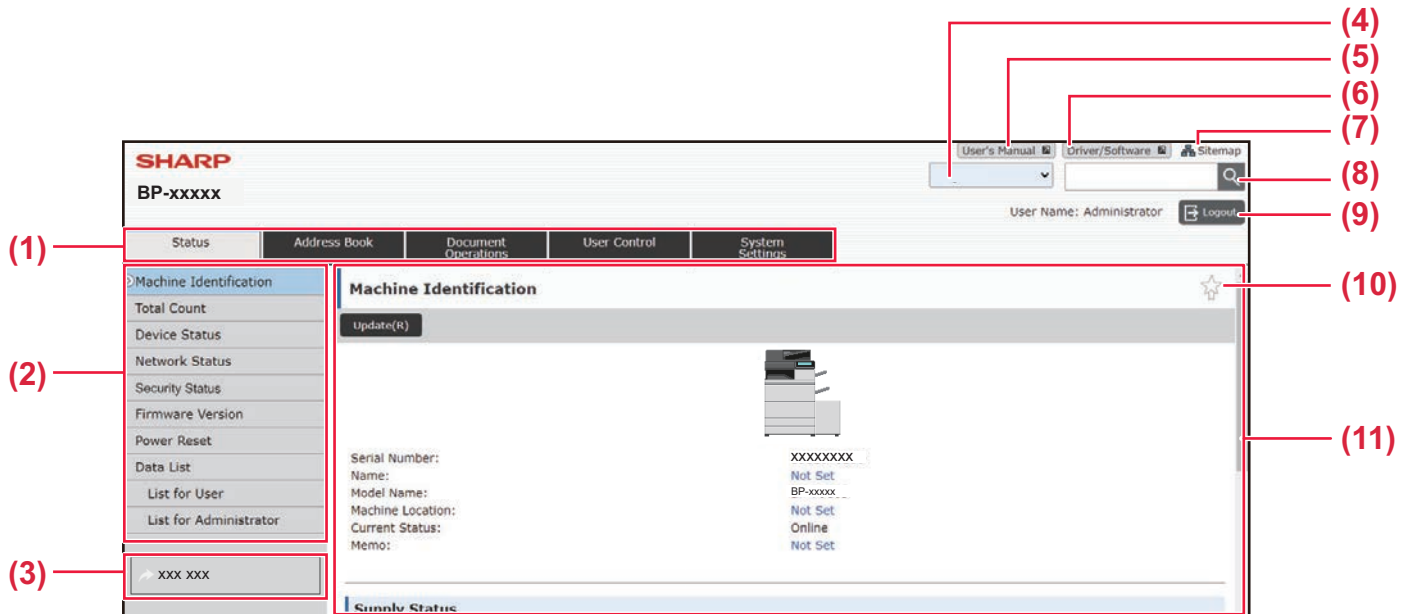 (4)
(5)
(6)
(7)
User's Manual Driver/Software Sitemap
SHARP
(8)
BP-xxxxx
User Name: Administrator Logout
(9)
(1)
Status Address Book Document Operations User Control System Settings
Machine Identification
Machine Identification
(10)
Total Count
Update(R)
Device Status
Network Status
(2)
Security Status
Firmware Version
Power Reset
(11)
Data List
Serial Number: XXXXXXXX
Name: Not Set
List for User
Model Name: BP-xxxxx
Machine Location: Not Set
List for Administrator
Current Status: Online
Memo: Not Set
(3)
xxx xxx
Supply Status